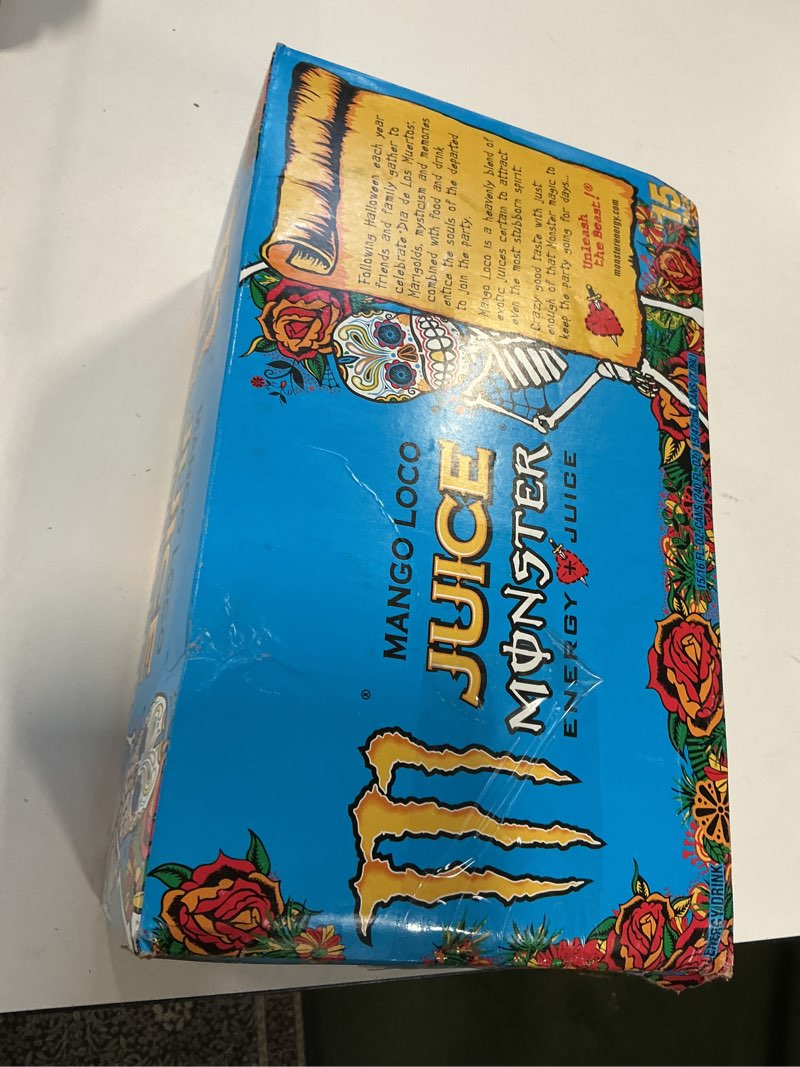 Following Halloween each year
friends and family gather to
celebrate "Dia de Los Muertos".
Marigolds, mysticism and memories
combined with food and drink
entice the souls of the departed
to join the party.
Mango Loco is a heavenly blend of
exotic juices certain to attract
even the most stubborn spirit.
Crazy good taste with just
enough of that Monster magic to
keep the party going for days...
Unleash
the Beast!®
monsterenergy.com
15
®
MANGO LOCO
JUICE
MONSTER
ENERGY JUICE
ENERGY DRINK